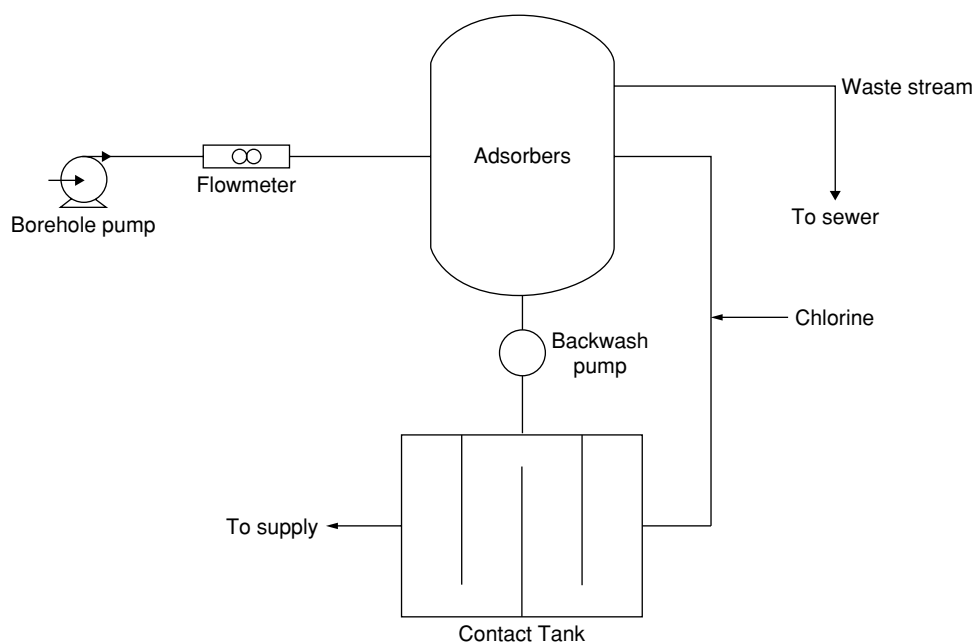 Waste stream
Adsorbers
Flowmeter
Borehole pump
To sewer
Chlorine
Backwash
pump
To supply
Contact Tank